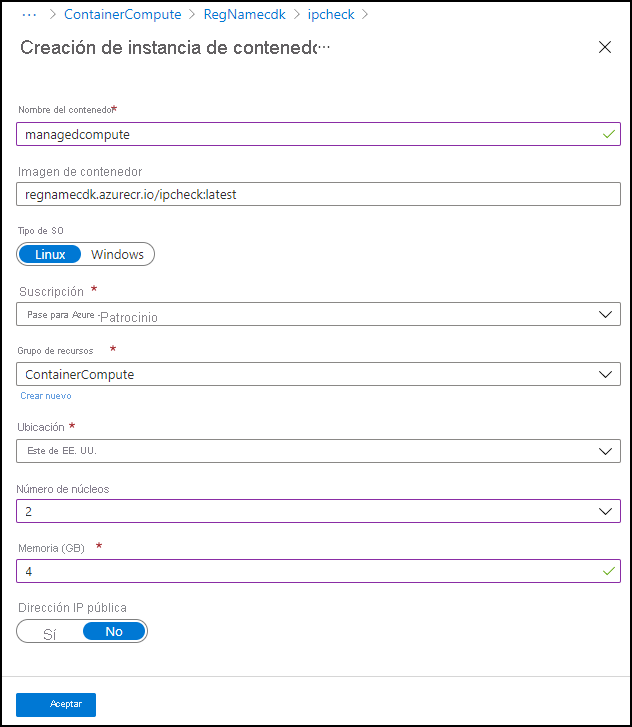 ··· > ContainerCompute > RegNamecdk > ipcheck >
Creación de instancia de contenedo···
Nombre del contenedor*
managedcompute
Imagen de contenedor
regnamecdk.azurecr.io/ipcheck:latest
Tipo de SO
Linux Windows
Suscripción *
Pase para Azure -Patrocinio
Grupo de recursos *
ContainerCompute
Crear nuevo
Ubicación *
Este de EE. UU.
Número de núcleos
2
Memoria (GB) *
4
Dirección IP pública
Sí No
Aceptar